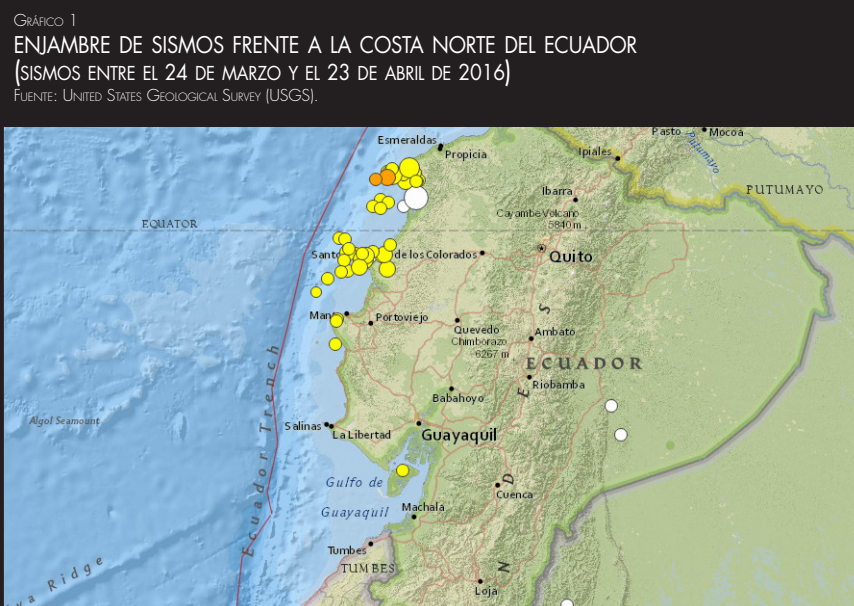 Gráfico 1
ENJAMBRE DE SISMOS FRENTE A LA COSTA NORTE DEL ECUADOR
(SISMOS ENTRE EL 24 DE MARZO Y EL 23 DE ABRIL DE 2016)
Fuente: United States Geological Survey (USGS).
Esmeraldas
Propicia
Pasto
Mocoa
Putumayo
Ipiales
PUTUMAYO
Ibarra
Cayambe Volcano
5840 m
EQUATOR
Santo
de los Colorados
Quito
Manta
Portoviejo
Quevedo
Chimborazo
6267 m
Ambato
ECUADOR
Riobamba
Babahoyo
Algol Seamount
Ecuador Trench
Salinas
La Libertad
Guayaquil
Gulfo de
Guayaquil
Cuenca
Machala
Tumbes
TUMBES
Loja
Ridge
N D E S